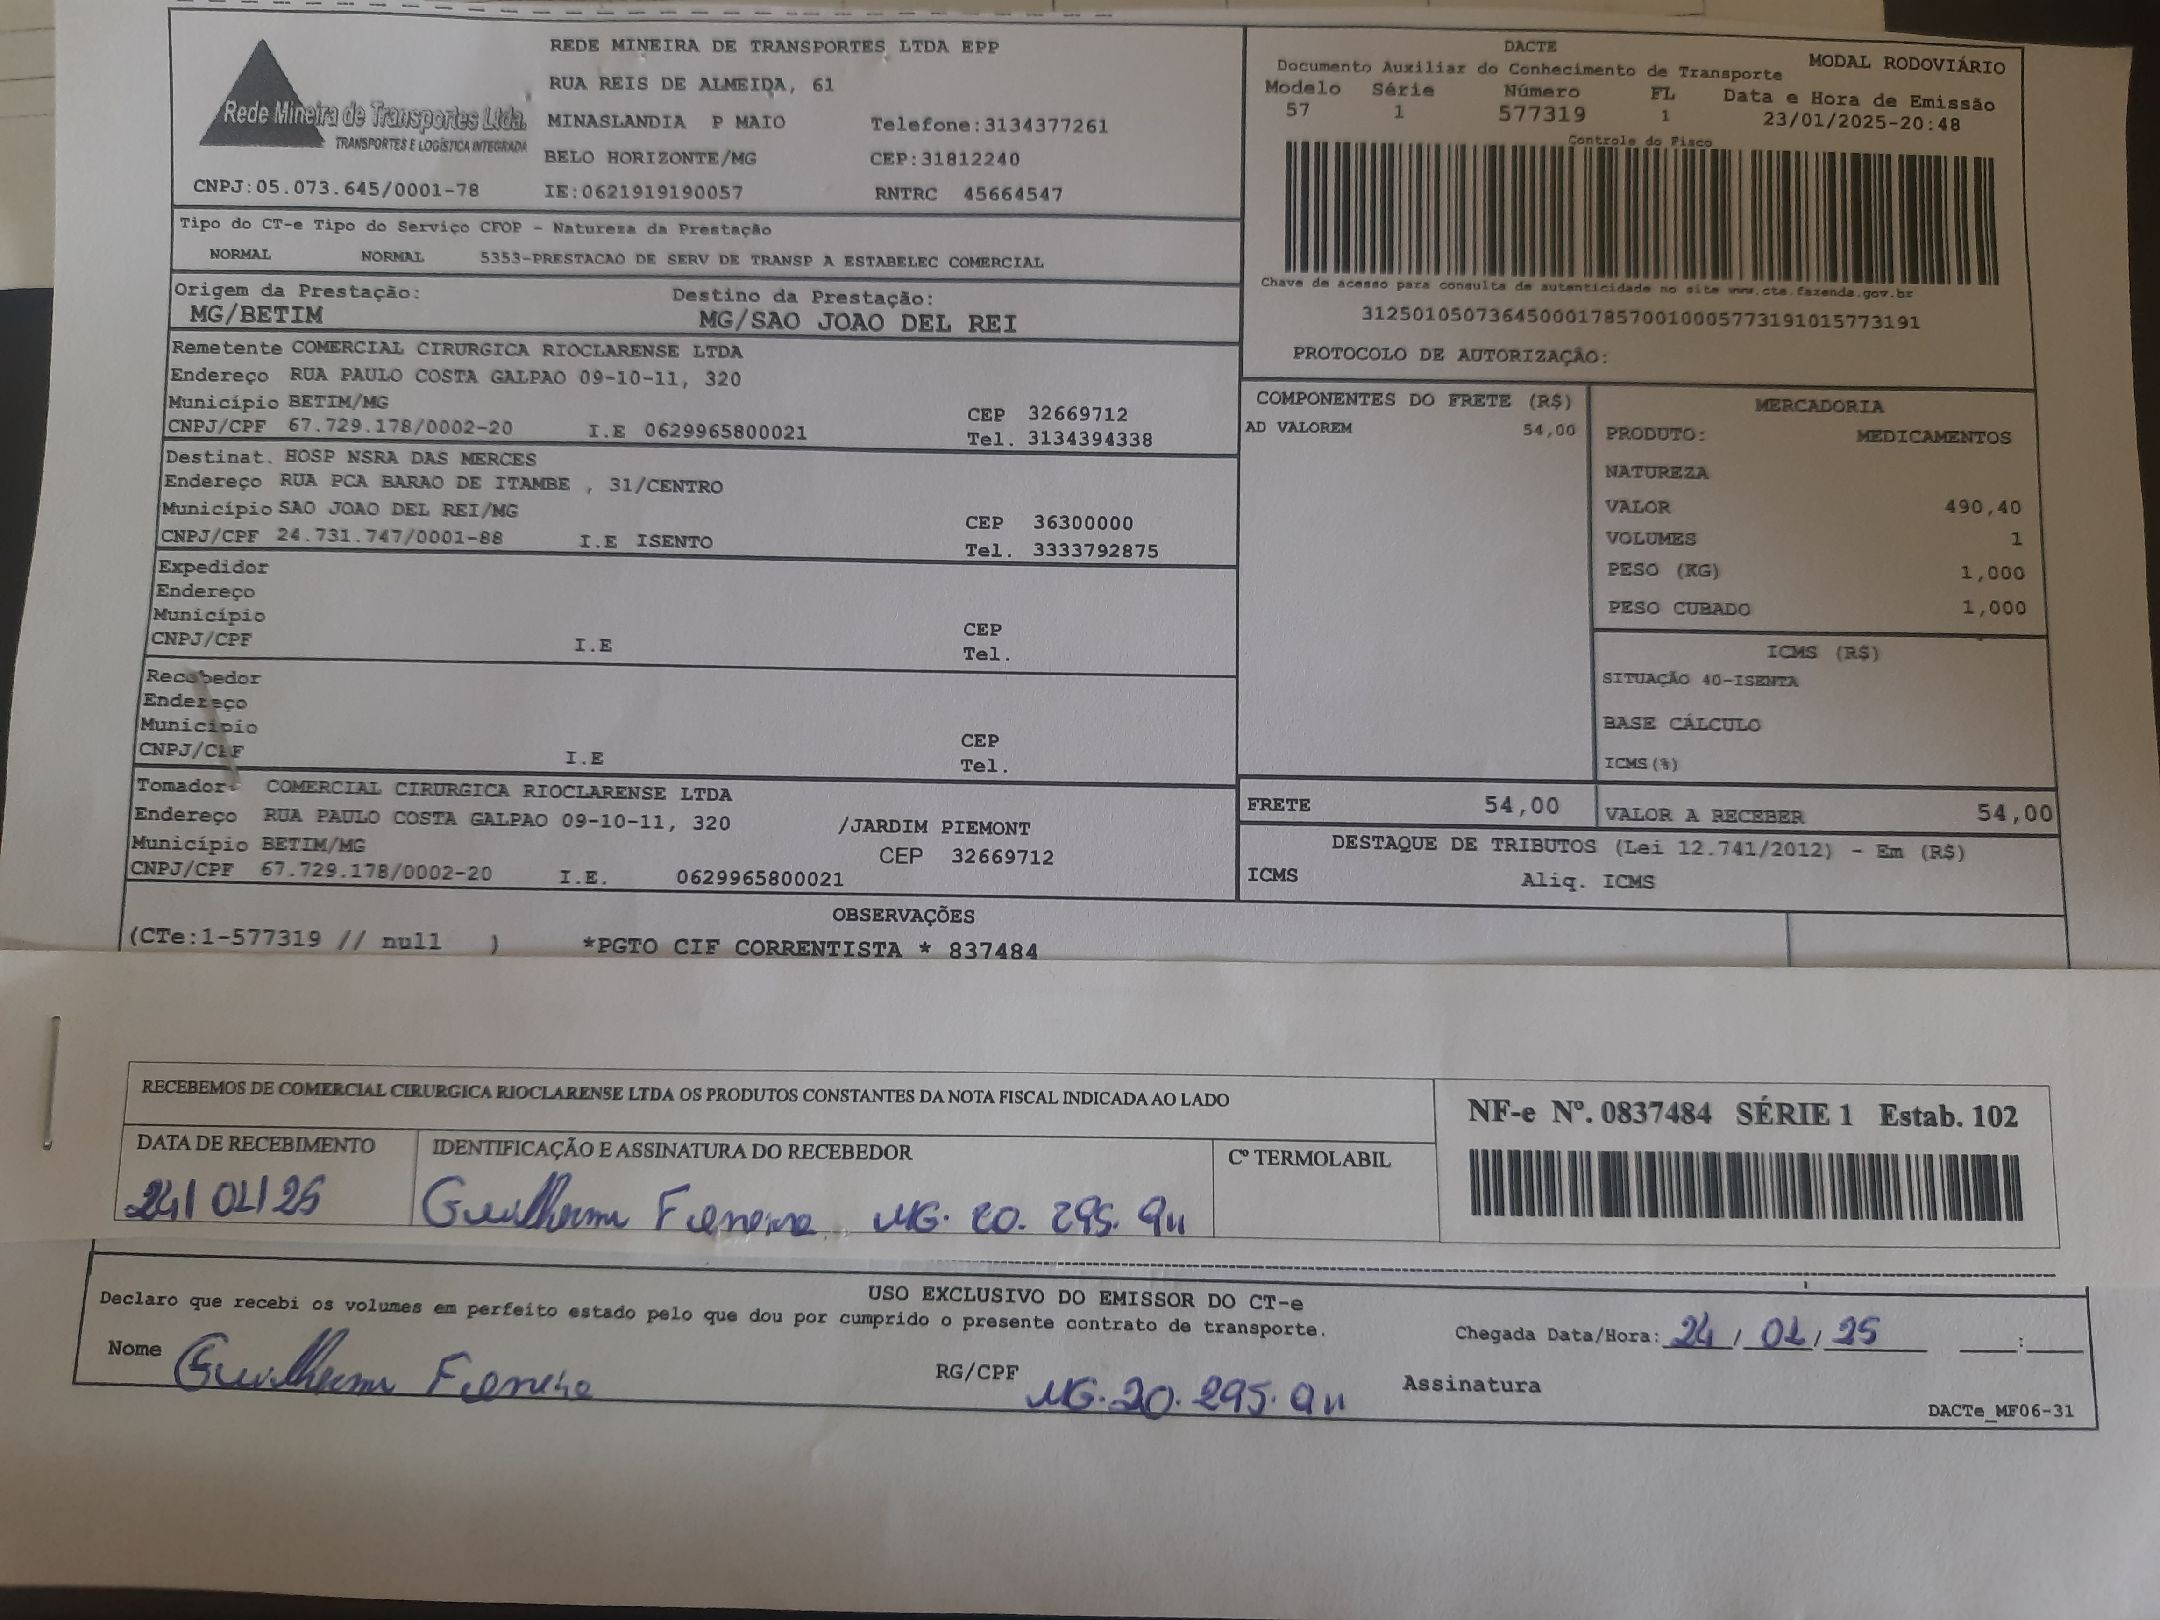 REDE MINEIRA DE TRANSPORTES LTDA EPP
RUA REIS DE ALMEIDA, 61
Rede Mineira de Transportes Ltda.
TRANSPORTES E LOGÍSTICA INTEGRADA
MINASLANDIA P MAIO Telefone:3134377261
BELO HORIZONTE/MG CEP:31812240
CNPJ:05.073.645/0001-78 IE:0621919190057 RNTRC 45664547
DACTE MODAL RODOVIÁRIO
Documento Auxiliar do Conhecimento de Transporte
Modelo Série Número FL Data e Hora de Emissão
57 1 577319 1 23/01/2025-20:48
Controle do Fisco
Chave de acesso para consulta de autenticidade no site www.cte.fazenda.gov.br
31250105073645000178570010005773191015773191
PROTOCOLO DE AUTORIZAÇÃO:
Tipo do CT-e Tipo do Serviço CFOP - Natureza da Prestação
NORMAL NORMAL 5353-PRESTACAO DE SERV DE TRANSP A ESTABELEC COMERCIAL
Origem da Prestação: Destino da Prestação:
MG/BETIM MG/SAO JOAO DEL REI
Remetente COMERCIAL CIRURGICA RIOCLARENSE LTDA
Endereço RUA PAULO COSTA GALPAO 09-10-11, 320
Município BETIM/MG CEP 32669712
CNPJ/CPF 67.729.178/0002-20 I.E 0629965800021 Tel. 3134394338
Destinat. HOSP NSRA DAS MERCES
Endereço RUA PCA BARAO DE ITAMBE , 31/CENTRO
Município SAO JOAO DEL REI/MG CEP 36300000
CNPJ/CPF 24.731.747/0001-88 I.E ISENTO Tel. 3333792875
Expedidor
Endereço
Município CEP
CNPJ/CPF I.E Tel.
Recebedor
Endereço
Município CEP
CNPJ/CPF I.E Tel.
Tomador COMERCIAL CIRURGICA RIOCLARENSE LTDA
Endereço RUA PAULO COSTA GALPAO 09-10-11, 320 /JARDIM PIEMONT
Município BETIM/MG CEP 32669712
CNPJ/CPF 67.729.178/0002-20 I.E. 0629965800021
COMPONENTES DO FRETE (R$)
AD VALOREM 54,00
MERCADORIA
PRODUTO: MEDICAMENTOS
NATUREZA
VALOR 490,40
VOLUMES 1
PESO (KG) 1,000
PESO CUBADO 1,000
ICMS (R$)
SITUAÇÃO 40-ISENTA
BASE CÁLCULO
ICMS(%)
FRETE 54,00 VALOR A RECEBER 54,00
DESTAQUE DE TRIBUTOS (Lei 12.741/2012) - Em (R$)
ICMS Aliq. ICMS
OBSERVAÇÕES
(CTe:1-577319 // null ) *PGTO CIF CORRENTISTA * 837484
RECEBEMOS DE COMERCIAL CIRURGICA RIOCLARENSE LTDA OS PRODUTOS CONSTANTES DA NOTA FISCAL INDICADA AO LADO
NF-e Nº. 0837484 SÉRIE 1 Estab. 102
DATA DE RECEBIMENTO IDENTIFICAÇÃO E ASSINATURA DO RECEBEDOR Cº TERMOLABIL
24/01/25 Guilherme Ferreira MG. 20. 295. 911
USO EXCLUSIVO DO EMISSOR DO CT-e
Declaro que recebi os volumes em perfeito estado pelo que dou por cumprido o presente contrato de transporte.
Chegada Data/Hora: 24 / 01 / 25 :
Nome Guilherme Ferreira RG/CPF MG. 20. 295. 911 Assinatura
DACTe_MF06-31